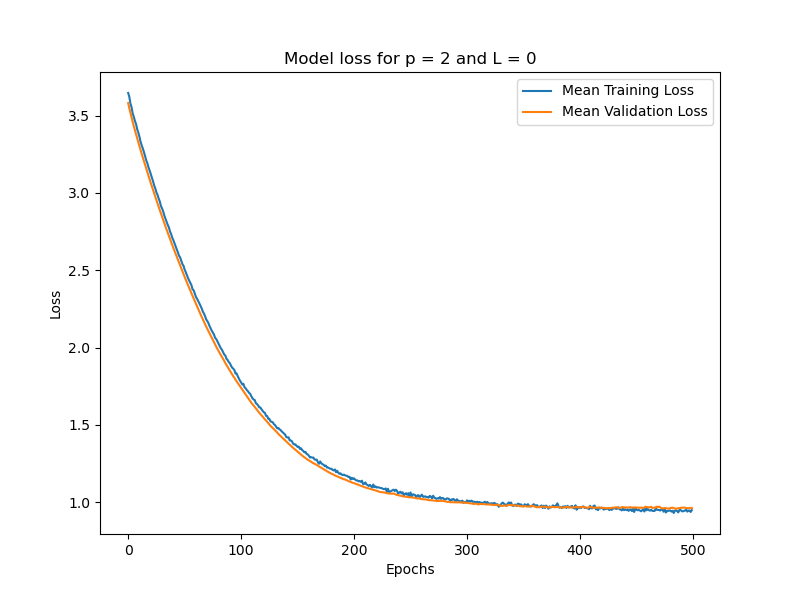 Model loss for p = 2 and L = 0
Mean Training Loss
Mean Validation Loss
Loss
3.5
3.0
2.5
2.0
1.5
1.0
0
100
200
300
400
500
Epochs